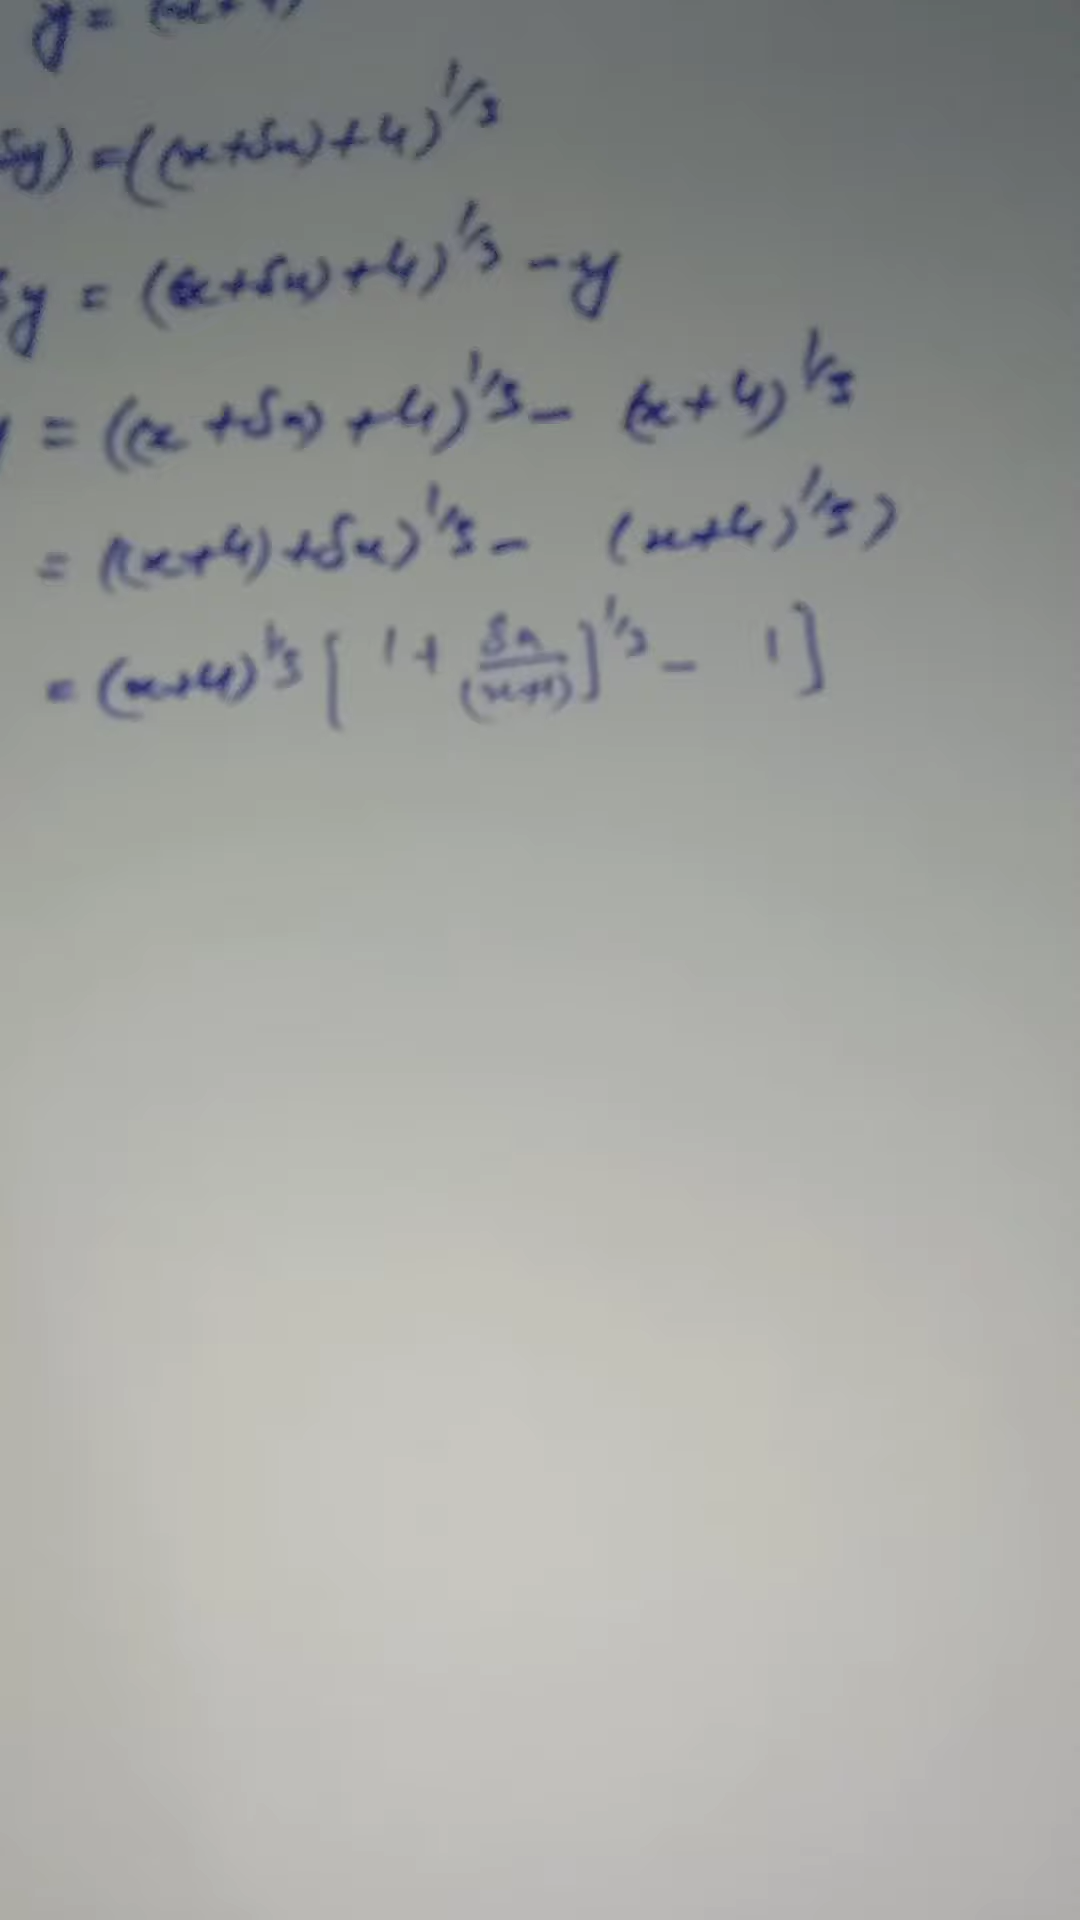 y = (x+4)
δy) = ((x+δx)+4)^1/3
δy = ((x+δx)+4)^1/3 - y
= ((x+δx)+4)^1/3 - (x+4)^1/3
= ((x+4)+δx)^1/3 - (x+4)^1/3)
= (x+4)^1/3 [ 1+ δx/(x+4) ]^1/3 - 1 ]